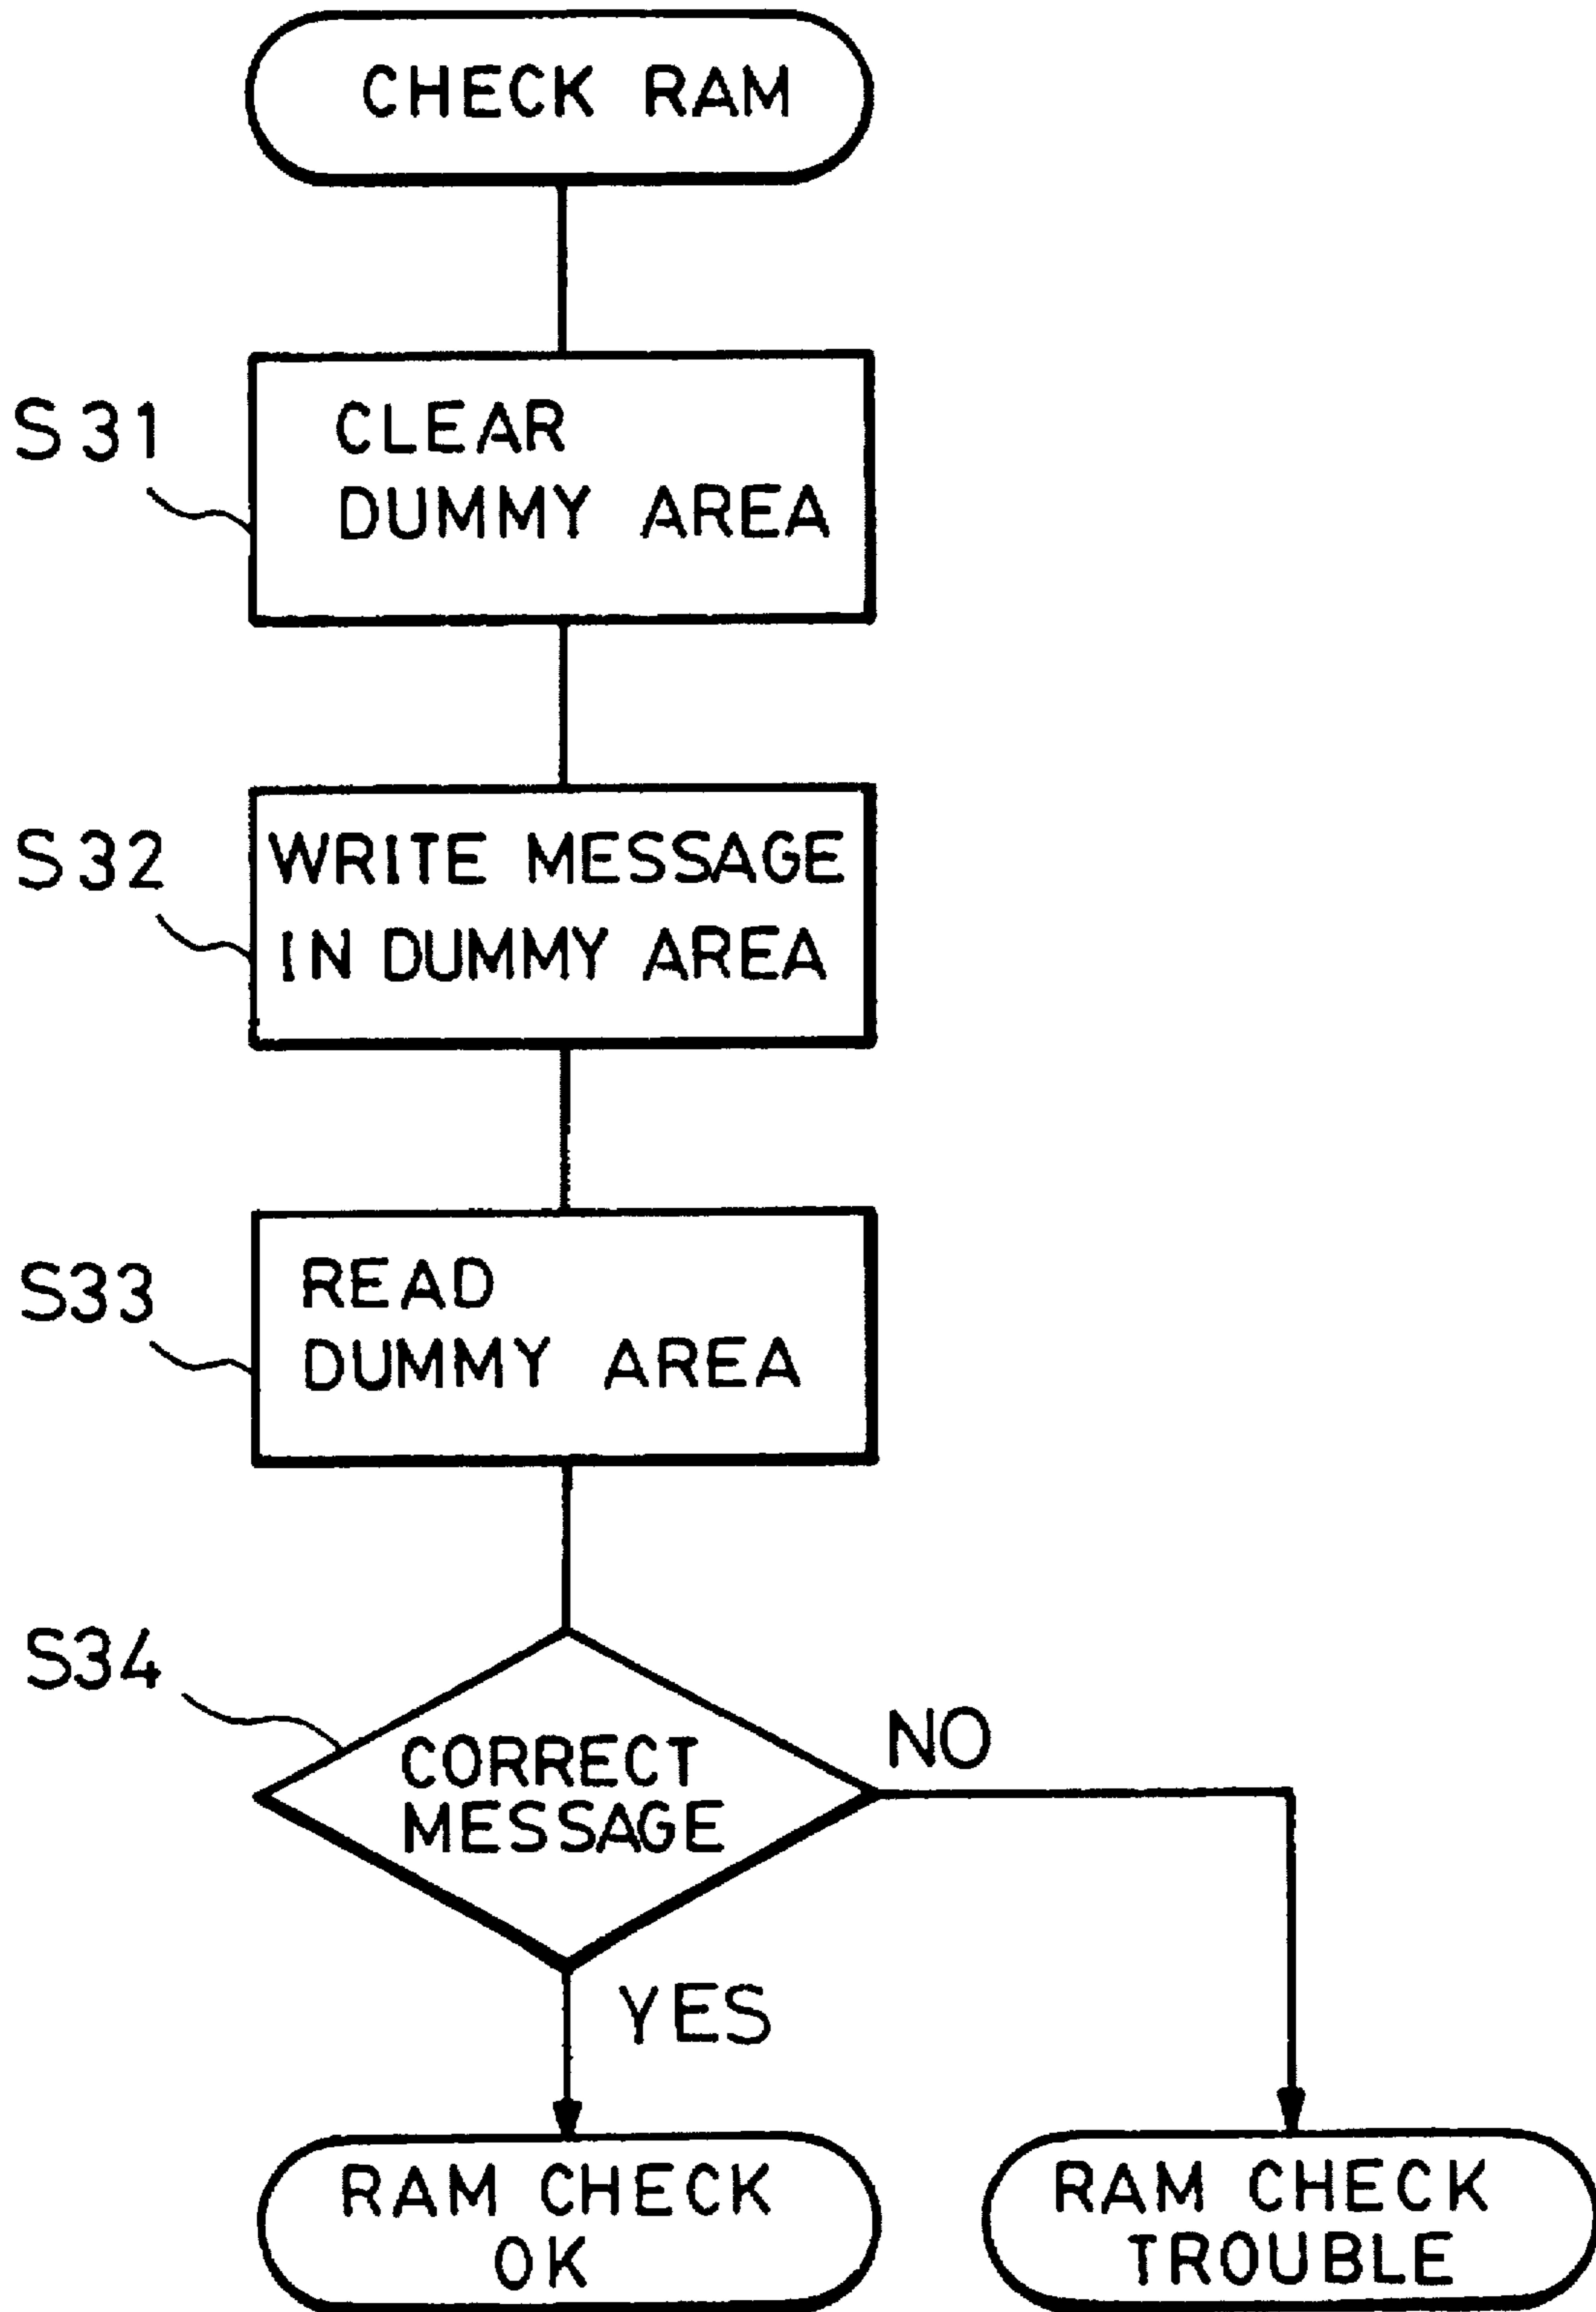 CHECK RAM
S31
CLEAR
DUMMY AREA
S32
WRITE MESSAGE
IN DUMMY AREA
S33
READ
DUMMY AREA
S34
CORRECT
MESSAGE
NO
YES
RAM CHECK
OK
RAM CHECK
TROUBLE